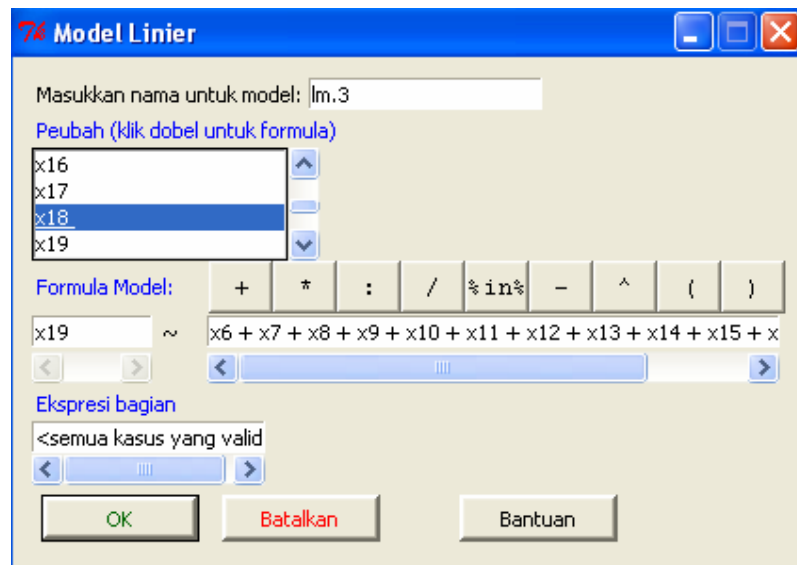 Model Linier
Masukkan nama untuk model: lm.3
Peubah (klik dobel untuk formula)
x16
x17
x18
x19
Formula Model: + * : / %in% - ^ ( )
x19 ~ x6 + x7 + x8 + x9 + x10 + x11 + x12 + x13 + x14 + x15 + x
Ekspresi bagian
<semua kasus yang valid
OK Batalkan Bantuan